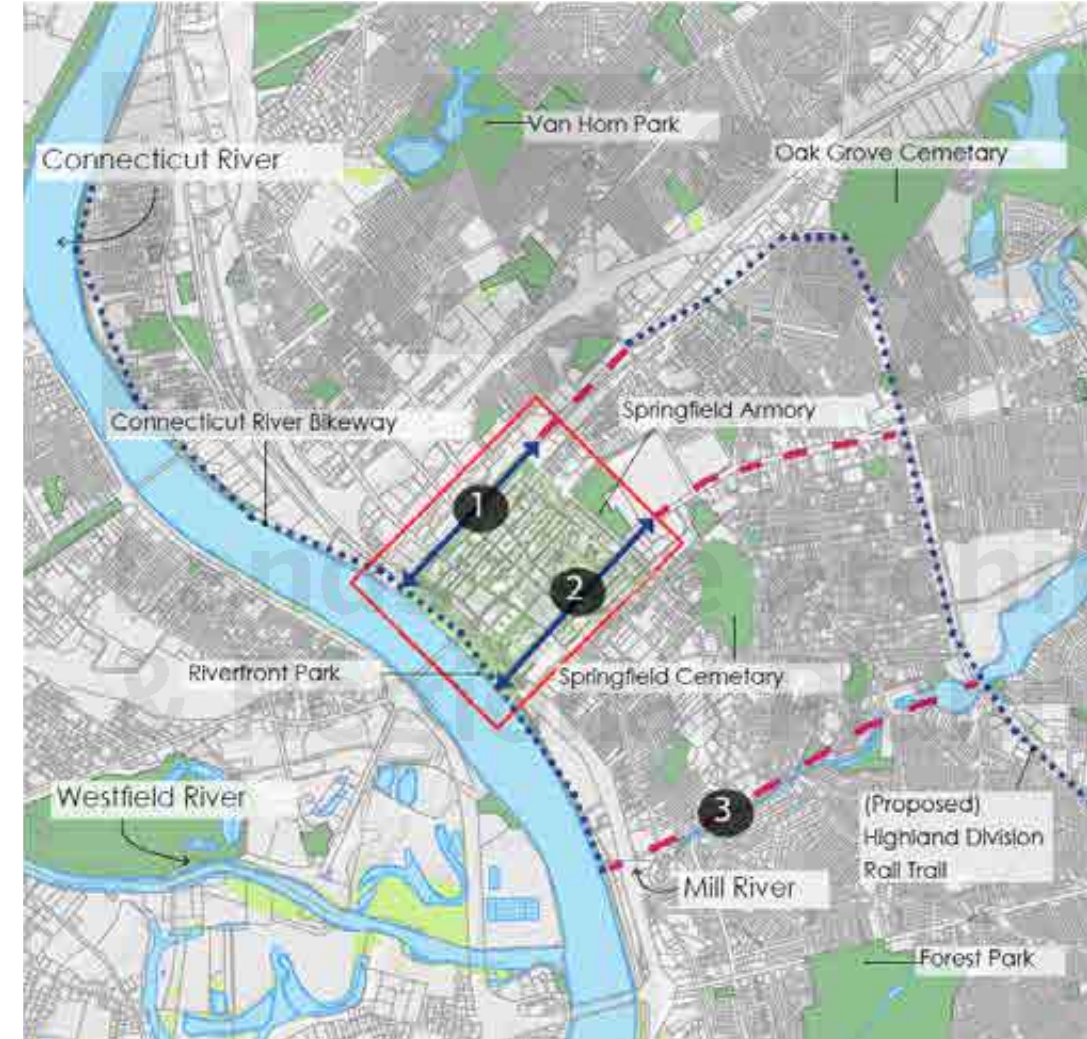 Van Horn Park
Connecticut River
Oak Grove Cemetary
Springfield Armory
Connecticut River Bikeway
1
2
Riverfront Park
Springfield Cemetary
Westfield River
3
(Proposed)
Highland Division
Rail Trail
Mill River
Forest Park